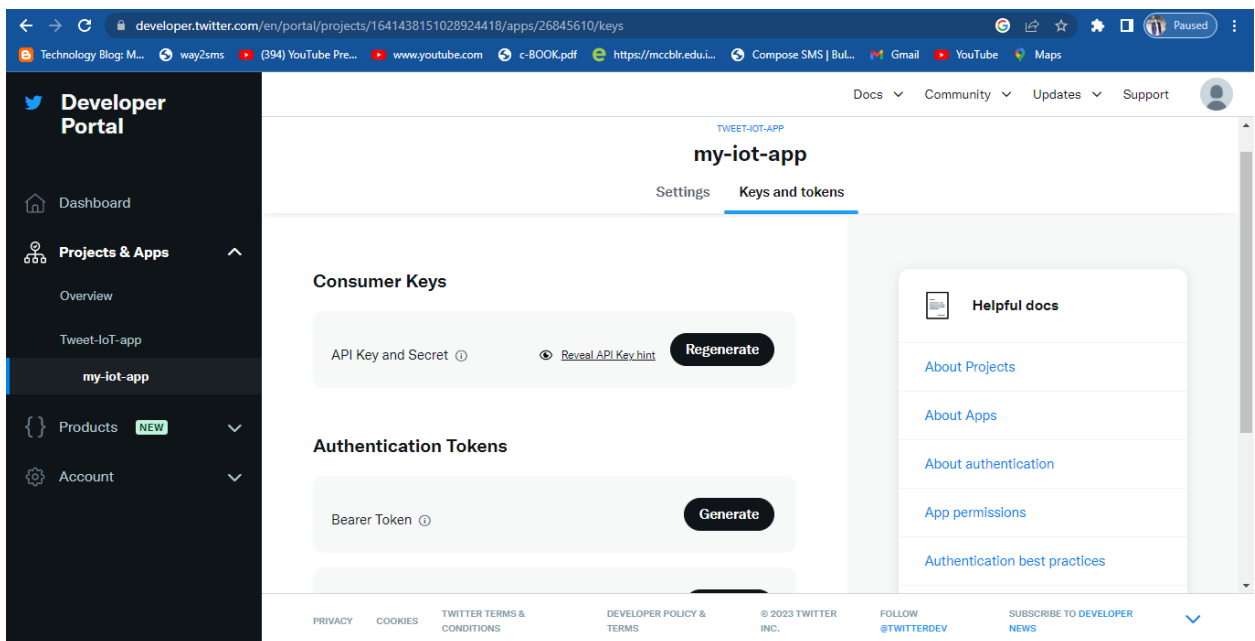 developer.twitter.com/en/portal/projects/1641438151028924418/apps/26845610/keys
Paused
Technology Blog: M... way2sms (394) YouTube Pre... www.youtube.com c-BOOK.pdf https://mccblr.edu.i... Compose SMS | Bul... Gmail YouTube Maps
Developer
Portal
Docs Community Updates Support
TWEET-IOT-APP
my-iot-app
Settings Keys and tokens
Dashboard
Projects & Apps
Overview
Tweet-IoT-app
my-iot-app
Products NEW
Account
Consumer Keys
API Key and Secret Reveal API Key hint Regenerate
Authentication Tokens
Bearer Token Generate
Helpful docs
About Projects
About Apps
About authentication
App permissions
Authentication best practices
PRIVACY COOKIES TWITTER TERMS &
CONDITIONS
DEVELOPER POLICY &
TERMS
© 2023 TWITTER
INC.
FOLLOW
@TWITTERDEV
SUBSCRIBE TO DEVELOPER
NEWS